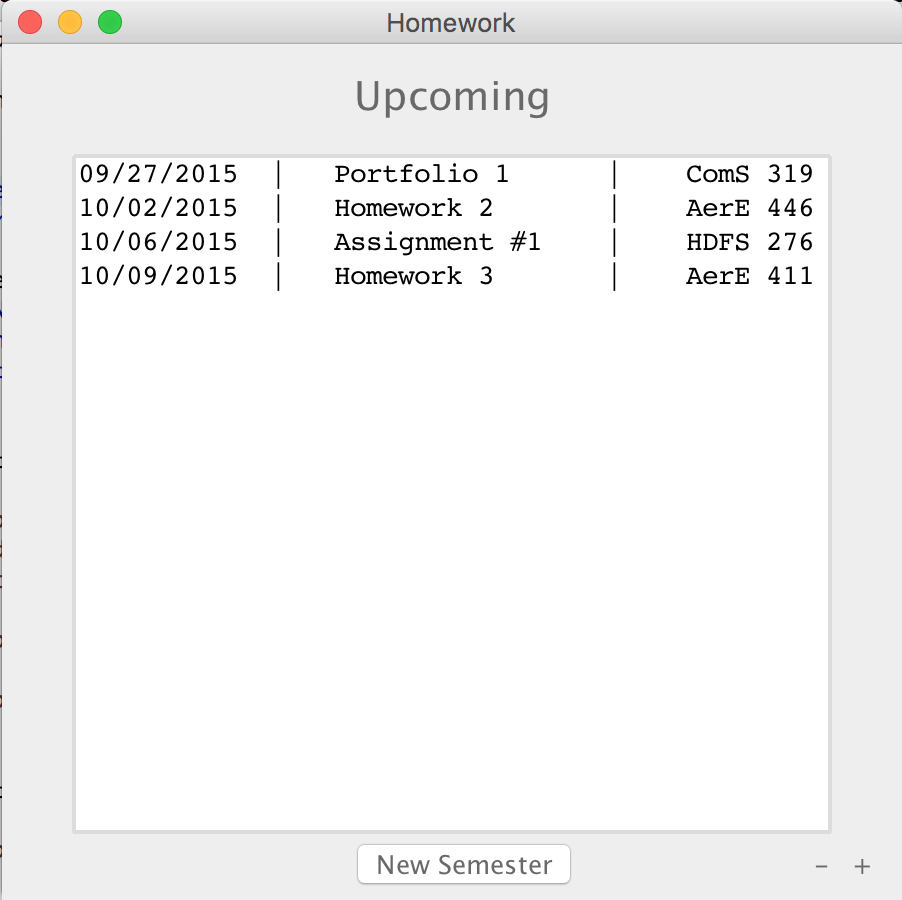 Homework
Upcoming
09/27/2015 | Portfolio 1 | ComS 319
10/02/2015 | Homework 2 | AerE 446
10/06/2015 | Assignment #1 | HDFS 276
10/09/2015 | Homework 3 | AerE 411
New Semester - +